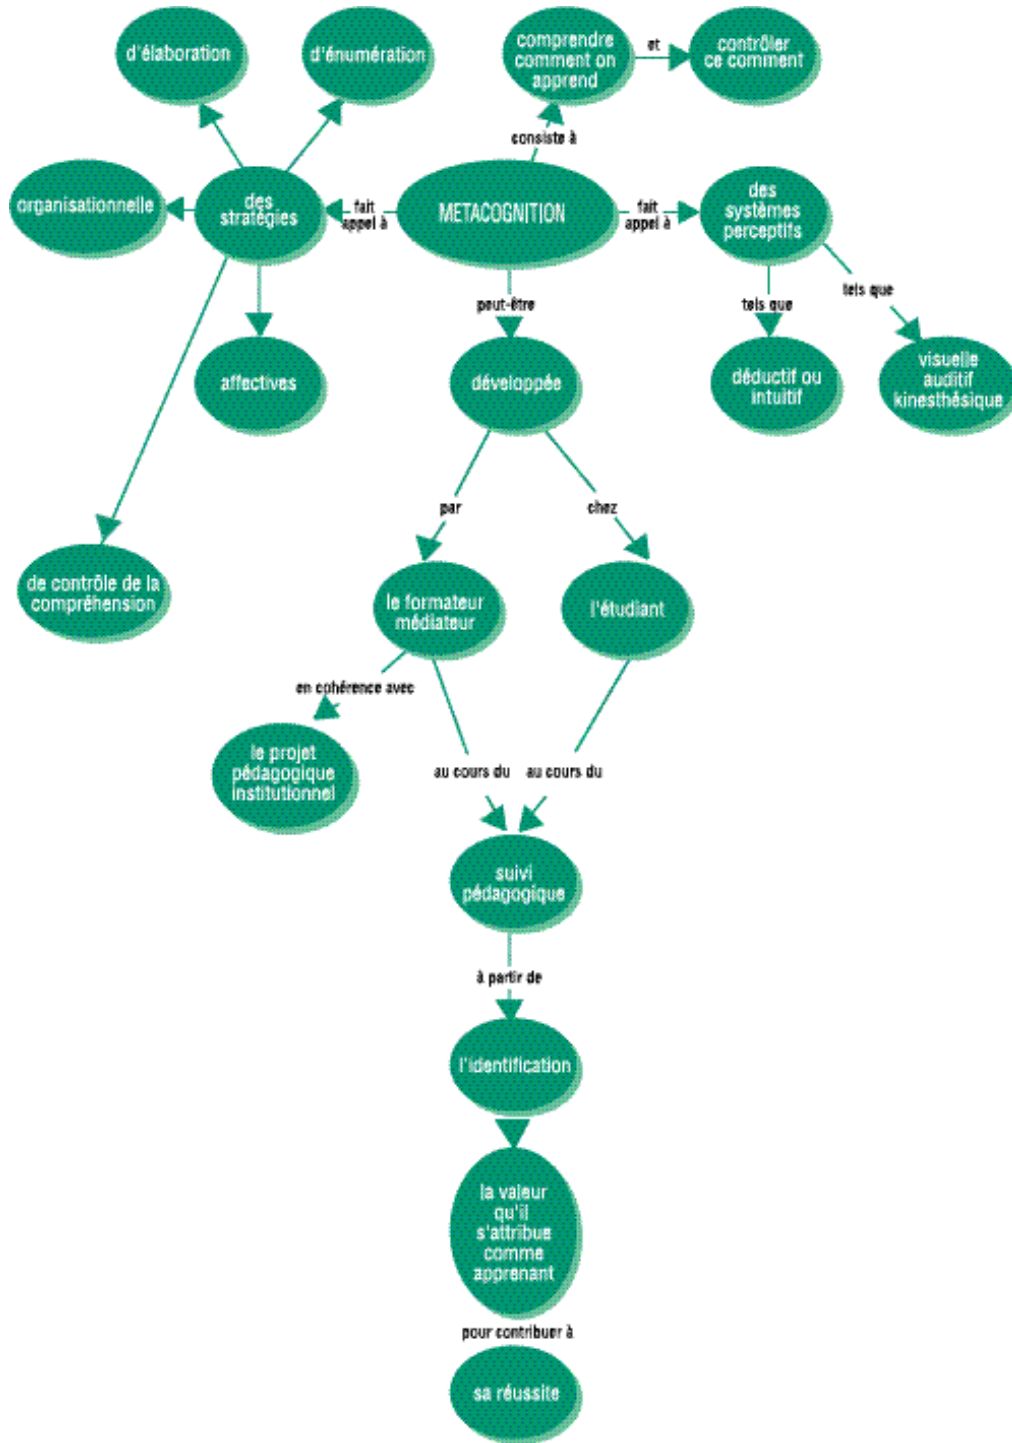 d'élaboration
d'énumération
comprendre
comment on
apprend
et
contrôler
ce comment
consiste à
organisationnelle
des
stratégies
fait
appel à
METACOGNITION
fait
appel à
des
systèmes
perceptifs
peut-être
tels que
tels que
affectives
développée
déductif ou
intuitif
visuelle
auditif
kinesthésique
par
chez
de contrôle de la
compréhension
le formateur
médiateur
l'étudiant
en cohérence avec
le projet
pédagogique
institutionnel
au cours du
au cours du
suivi
pédagogique
à partir de
l'identification
la valeur
qu'il
s'attribue
comme
apprenant
pour contribuer à
sa réussite